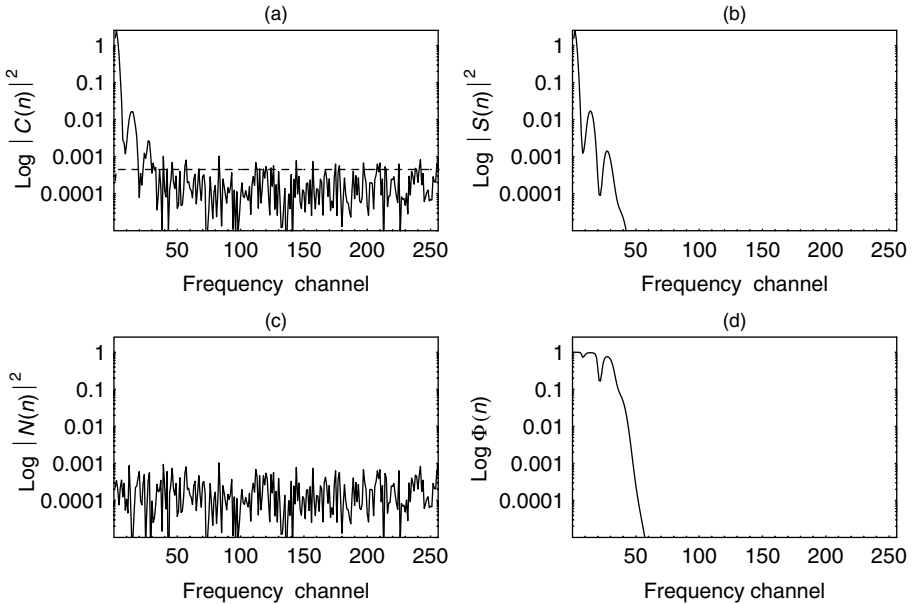 (a)
Log |C(n)|²
1
0.1
0.01
0.001
0.0001
50 100 150 200 250
Frequency channel
(b)
Log |S(n)|²
1
0.1
0.01
0.001
0.0001
50 100 150 200 250
Frequency channel
(c)
Log |N(n)|²
1
0.1
0.01
0.001
0.0001
50 100 150 200 250
Frequency channel
(d)
Log Φ(n)
1
0.1
0.01
0.001
0.0001
50 100 150 200 250
Frequency channel